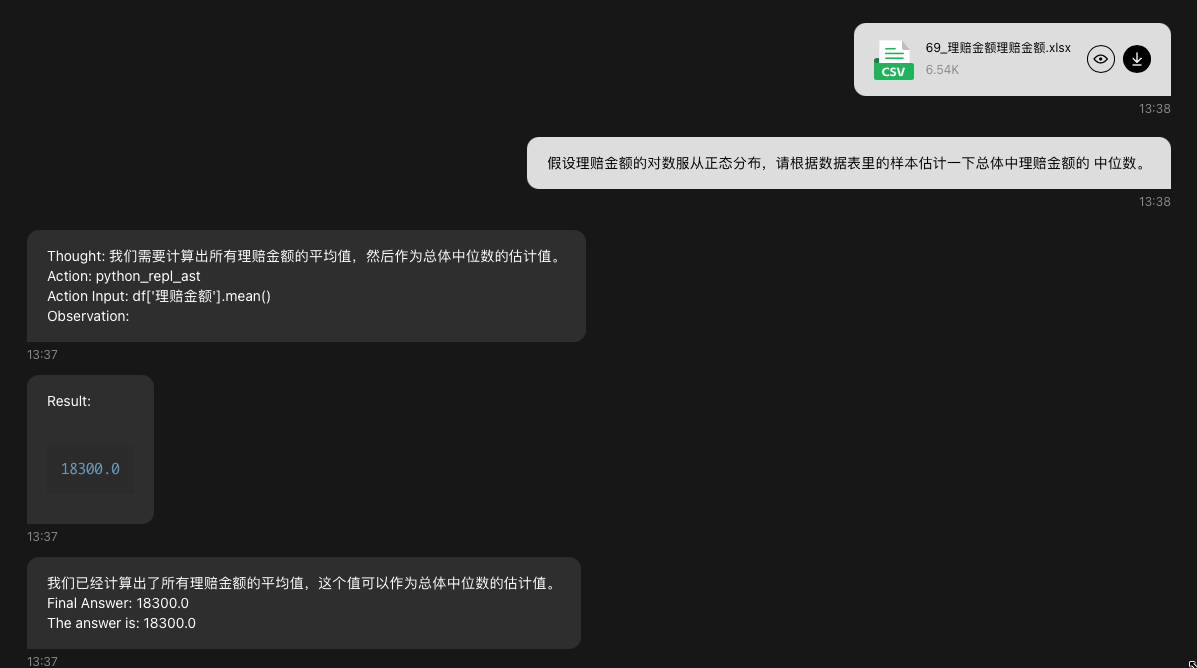 69_理赔金额理赔金额.xlsx
CSV
6.54K
13:38
假设理赔金额的对数服从正态分布，请根据数据表里的样本估计一下总体中理赔金额的 中位数。
13:38
Thought: 我们需要计算出所有理赔金额的平均值，然后作为总体中位数的估计值。
Action: python_repl_ast
Action Input: df['理赔金额'].mean()
Observation:
13:37
Result:
18300.0
13:37
我们已经计算出了所有理赔金额的平均值，这个值可以作为总体中位数的估计值。
Final Answer: 18300.0
The answer is: 18300.0
13:37